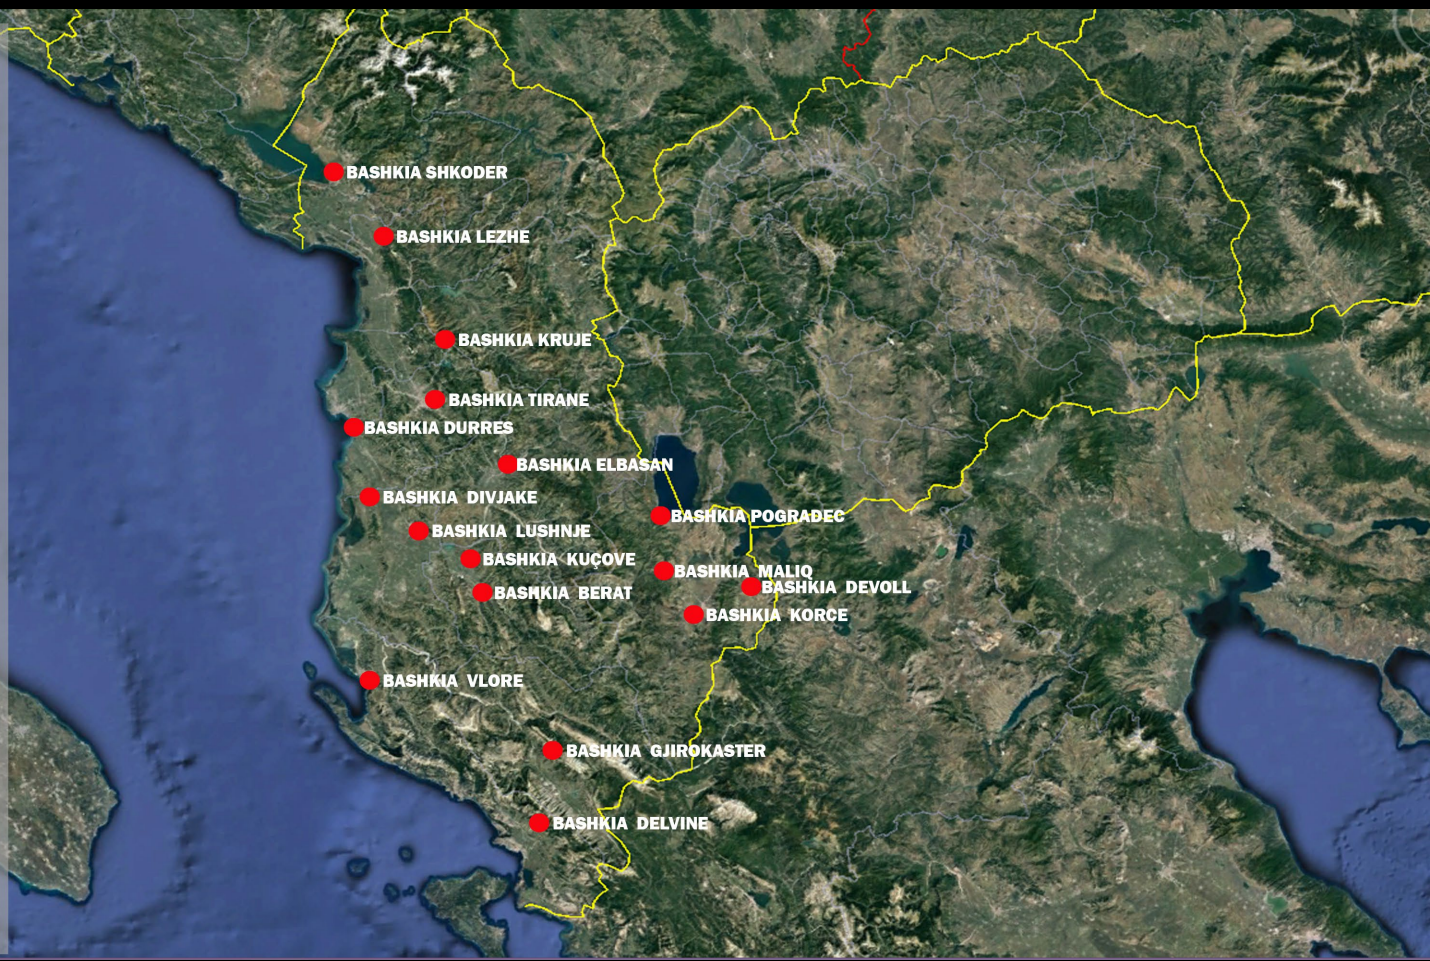 BASHKIA SHKODER
BASHKIA LEZHE
BASHKIA KRUJE
BASHKIA TIRANE
BASHKIA DURRES
BASHKIA ELBASAN
BASHKIA DIVJAKE
BASHKIA POGRADEC
BASHKIA LUSHNJE
BASHKIA KUÇOVE
BASHKIA MALIQ
BASHKIA DEVOLL
BASHKIA BERAT
BASHKIA KORCE
BASHKIA VLORE
BASHKIA GJIROKASTER
BASHKIA DELVINE